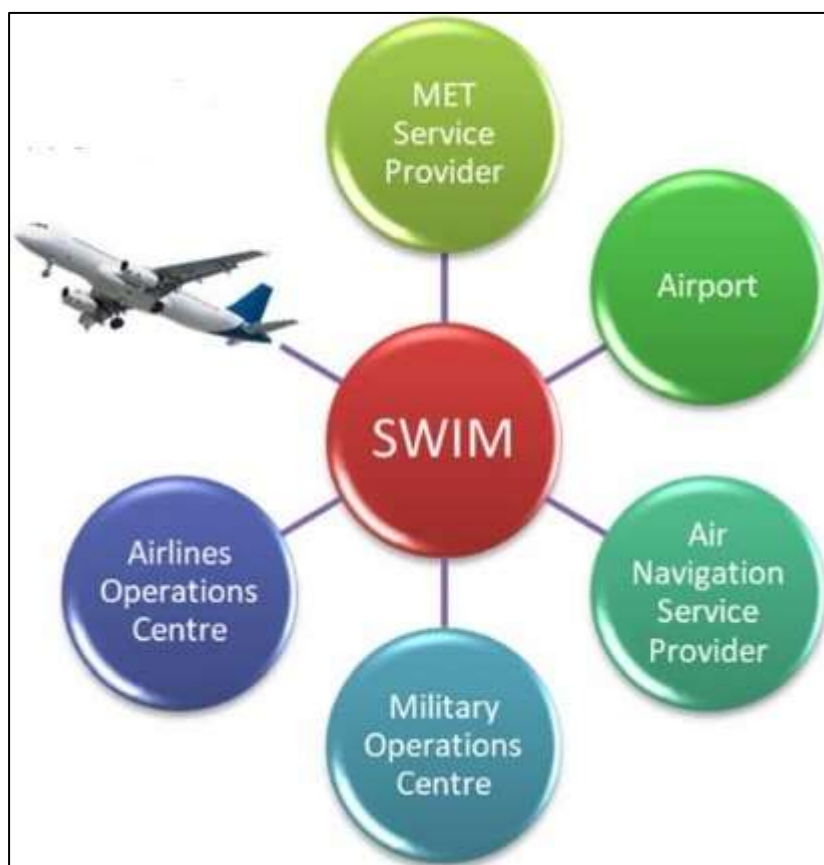 MET
Service
Provider
Airport
SWIM
Air
Navigation
Service
Provider
Military
Operations
Centre
Airlines
Operations
Centre